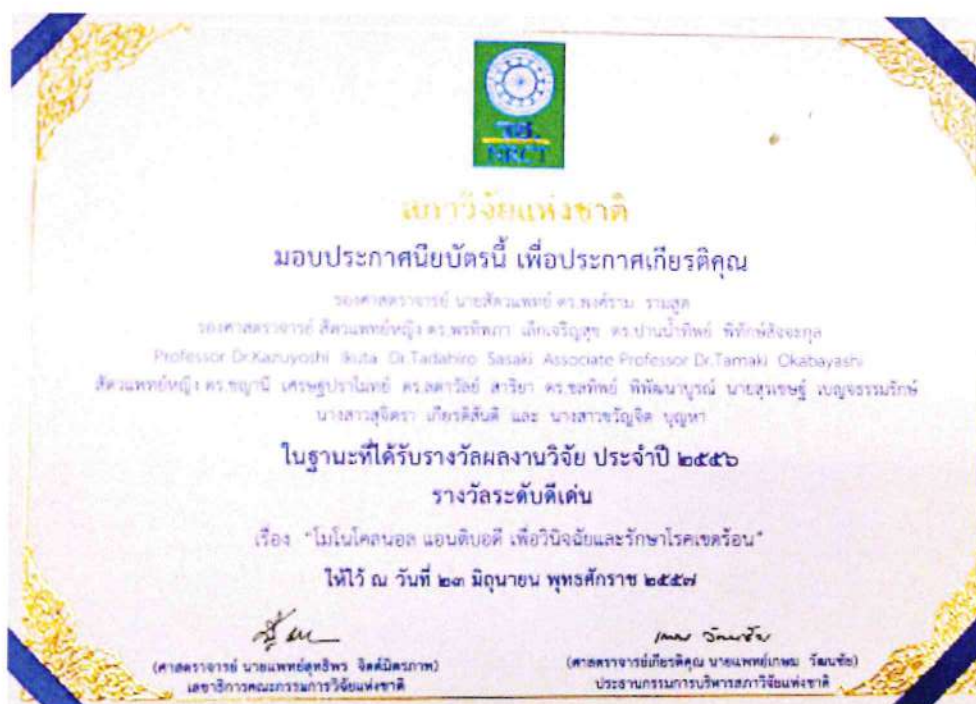 วช.
NRCT
สภาวิจัยแห่งชาติ
มอบประกาศนียบัตรนี้ เพื่อประกาศเกียรติคุณ
รองศาสตราจารย์ นายสัตวแพทย์ ดร.พงศ์ราม รามสูต
รองศาสตราจารย์ สัตวแพทย์หญิง ดร.พรทิพภา เล็กเจริญสุข ดร.ปานน้ำทิพย์ พิทักษ์สัจจะกุล
Professor Dr.Kazuyoshi Ikuta Dr.Tadahiro Sasaki Associate Professor Dr.Tamaki Okabayashi
สัตวแพทย์หญิง ดร.ชญานี เศรษฐปราโมทย์ ดร.ลดาวัลย์ สาริยา ดร.ชลทิพย์ พิพัฒนาบูรณ์ นายสุเชษฐ์ เบญจธรรมรักษ์
นางสาวสุจิตรา เกียรติสันติ และ นางสาวขวัญจิต บุญหา
ในฐานะที่ได้รับรางวัลผลงานวิจัย ประจำปี ๒๕๕๖
รางวัลระดับดีเด่น
เรื่อง "โมโนโคลนอล แอนติบอดี เพื่อวินิจฉัยและรักษาโรคเขตร้อน"
ให้ไว้ ณ วันที่ ๒๓ มิถุนายน พุทธศักราช ๒๕๕๗
(ศาสตราจารย์ นายแพทย์สุทธิพร จิตต์มิตรภาพ)
เลขาธิการคณะกรรมการวิจัยแห่งชาติ
(ศาสตราจารย์เกียรติคุณ นายแพทย์เกษม วัฒนชัย)
ประธานกรรมการบริหารสภาวิจัยแห่งชาติ